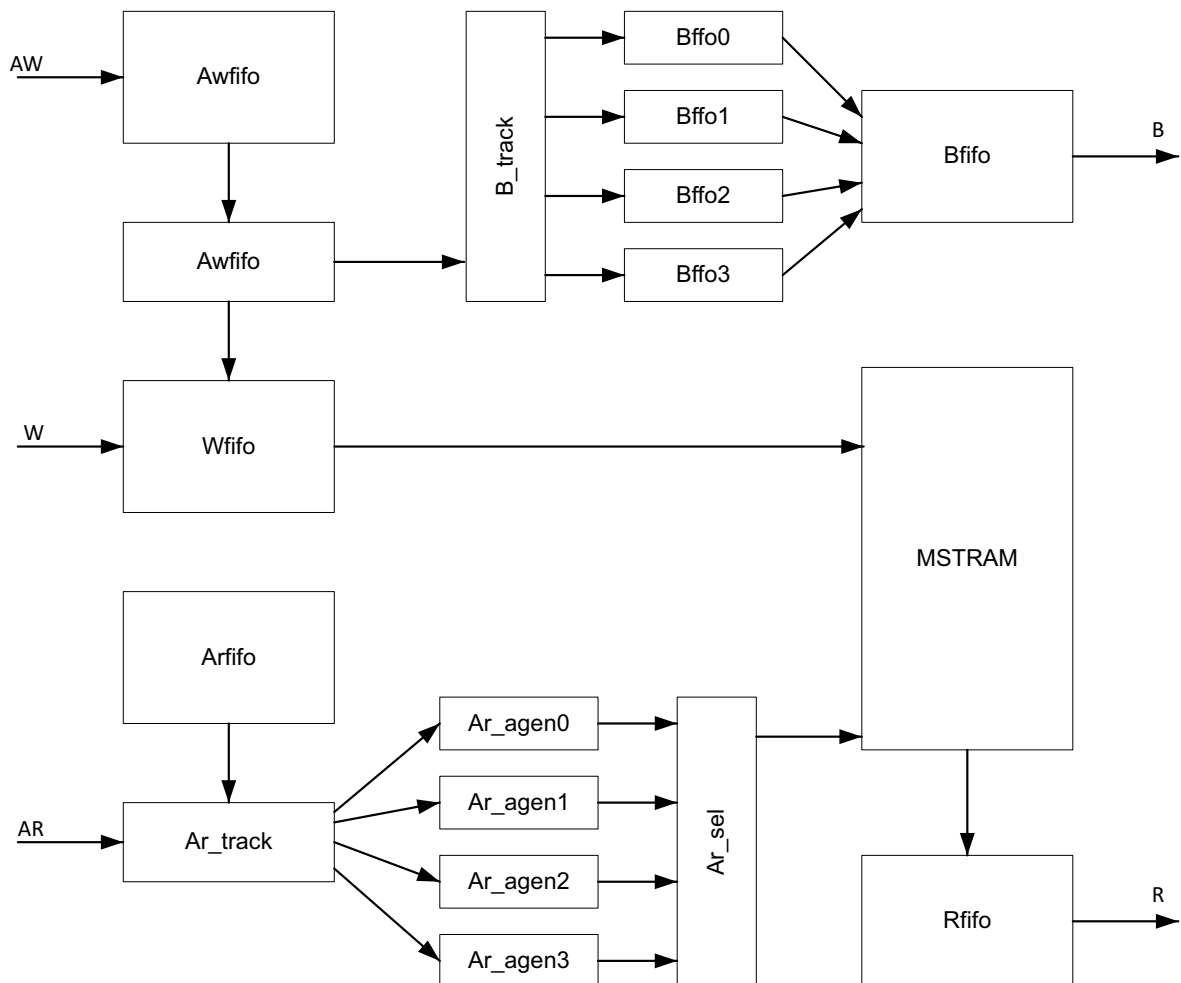 AW
Awfifo
B_track
Bffo0
Bffo1
Bffo2
Bffo3
Bfifo
B
Awfifo
W
Wfifo
MSTRAM
Arfifo
AR
Ar_track
Ar_agen0
Ar_agen1
Ar_agen2
Ar_agen3
Ar_sel
Rfifo
R